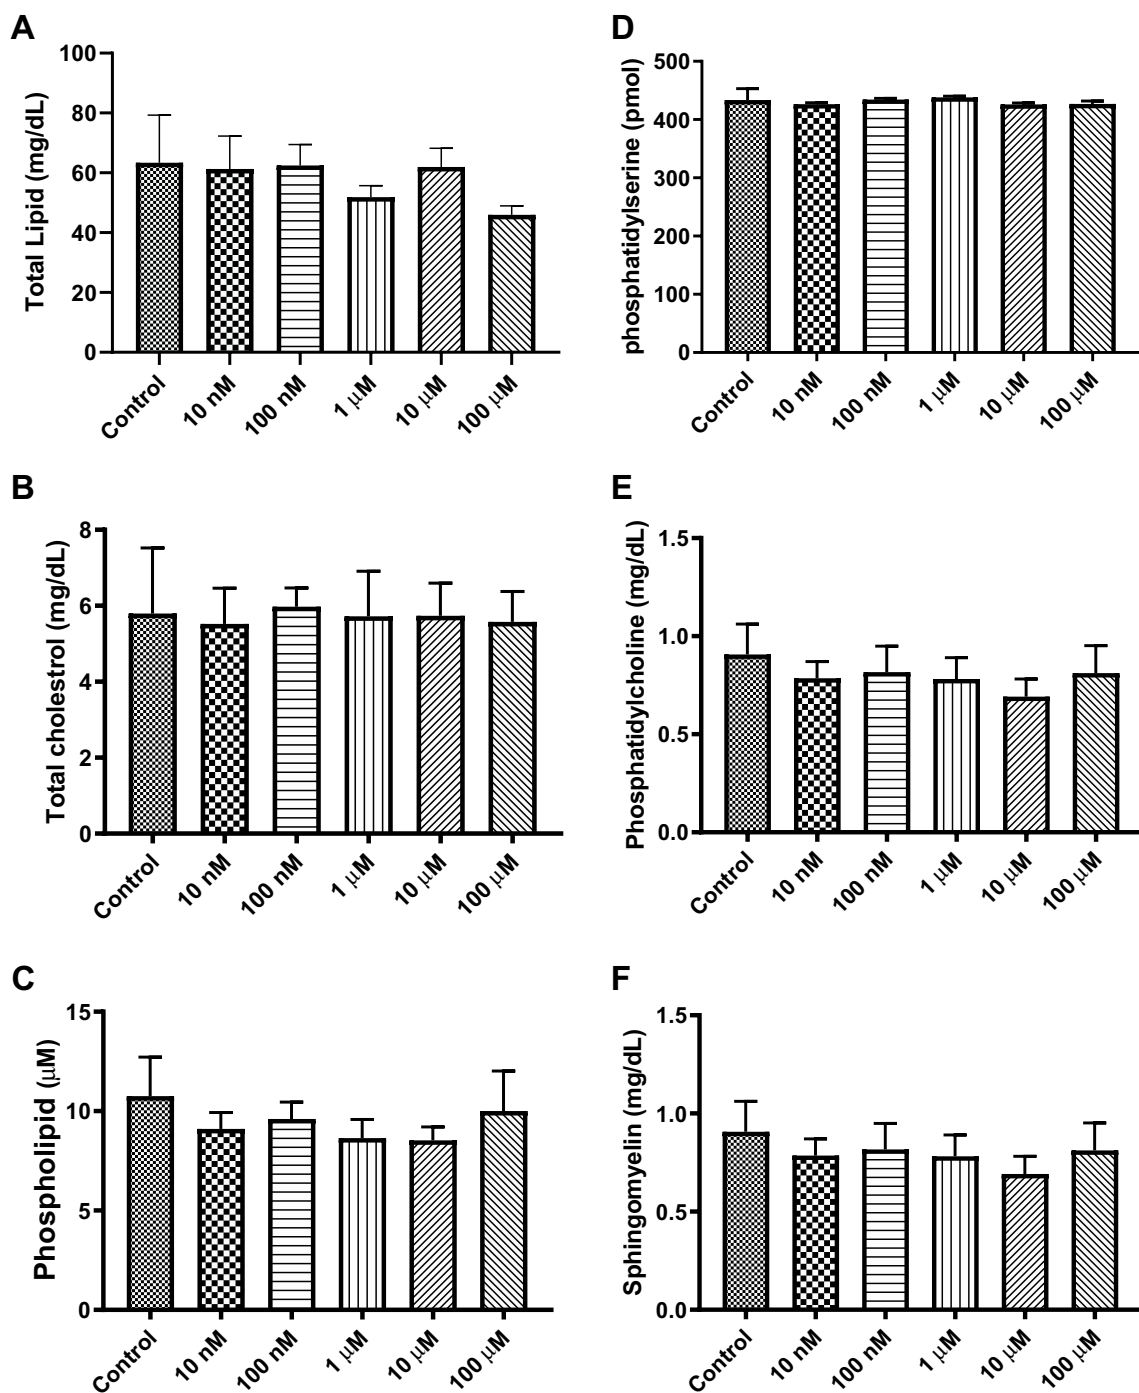 A
Total Lipid (mg/dL)
100
80
60
40
20
0
Control
10 nM
100 nM
1 μM
10 μM
100 μM
D
phosphatidylserine (pmol)
500
400
300
200
100
0
Control
10 nM
100 nM
1 μM
10 μM
100 μM
B
Total cholestrol (mg/dL)
8
6
4
2
0
Control
10 nM
100 nM
1 μM
10 μM
100 μM
E
Phosphatidylcholine (mg/dL)
1.5
1.0
0.5
0.0
Control
10 nM
100 nM
1 μM
10 μM
100 μM
C
Phospholipid (μM)
15
10
5
0
Control
10 nM
100 nM
1 μM
10 μM
100 μM
F
Sphingomyelin (mg/dL)
1.5
1.0
0.5
0.0
Control
10 nM
100 nM
1 μM
10 μM
100 μM